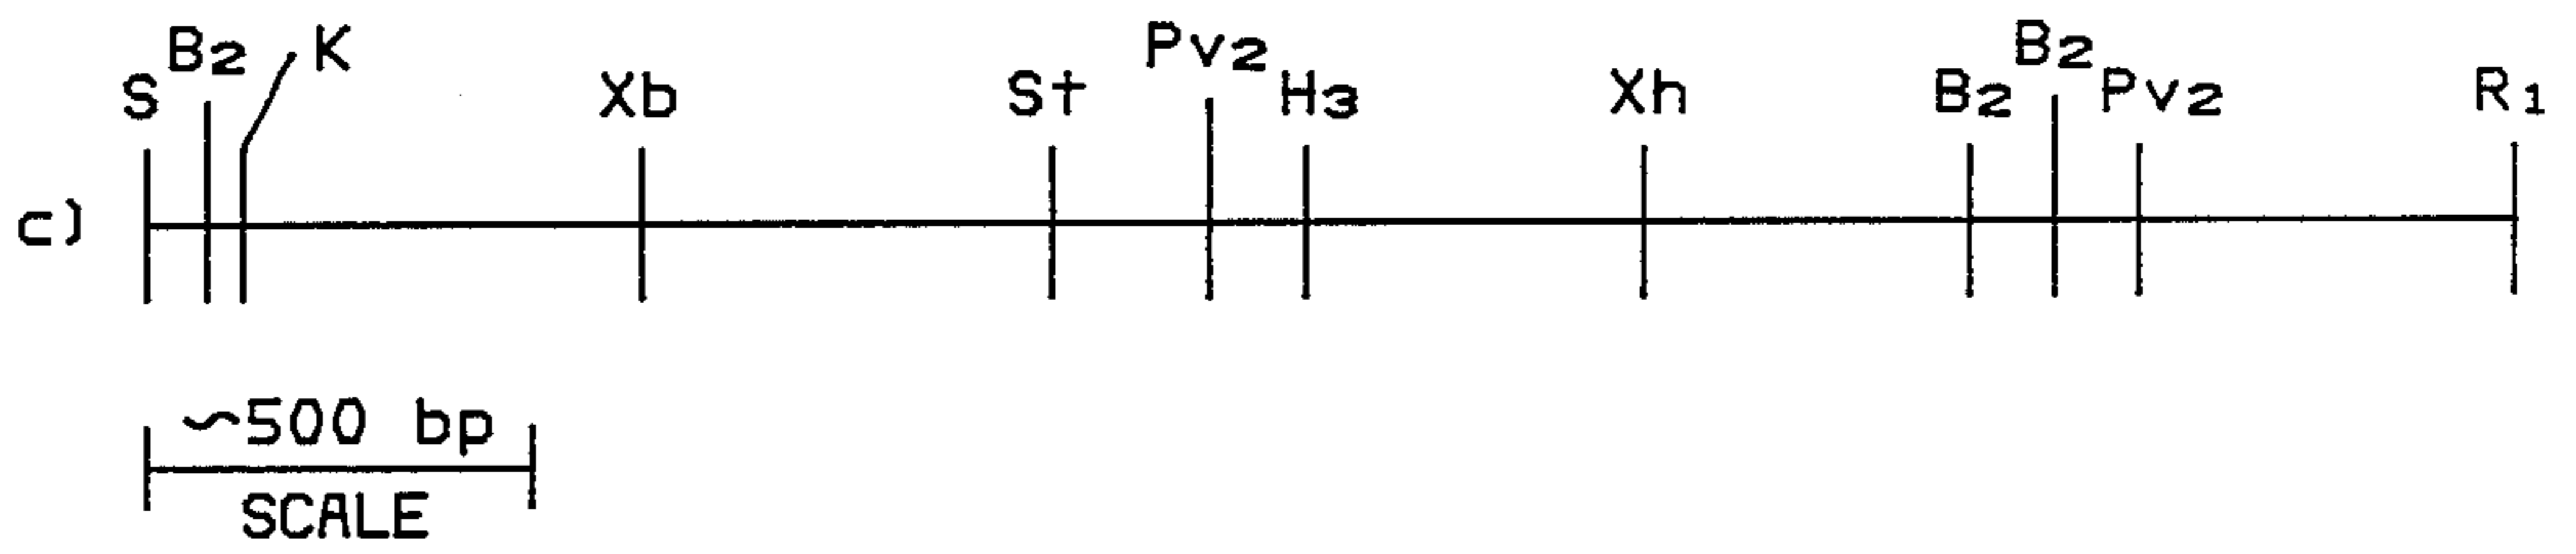 S B2 K Xb St Pv2 H3 Xh B2 B2 Pv2 R1
c)
~500 bp
SCALE